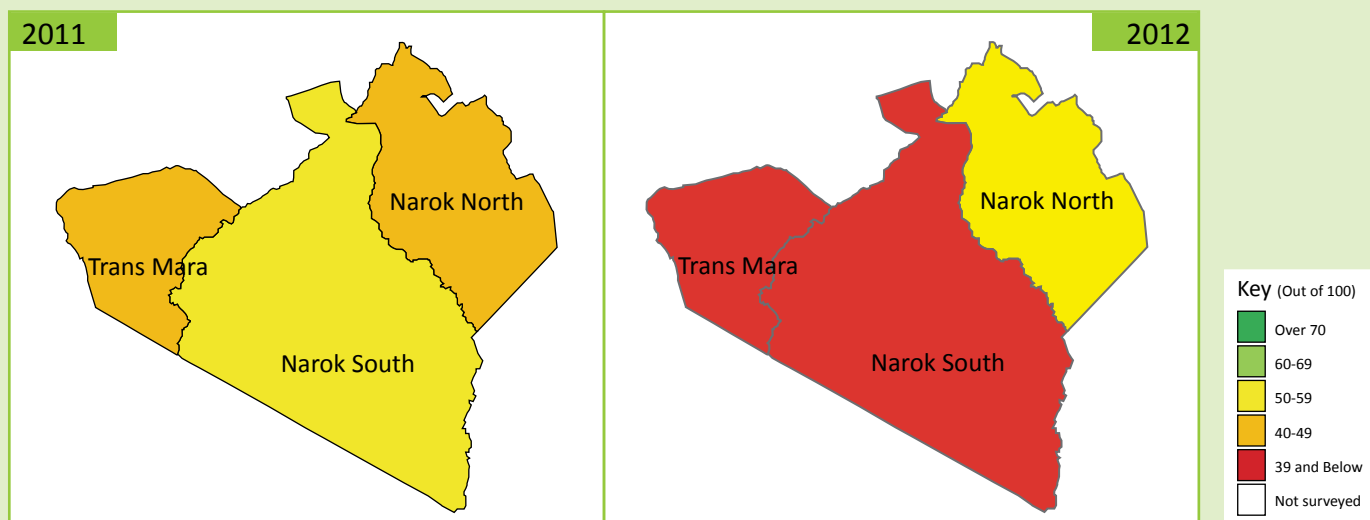 2011
2012
Narok North
Trans Mara
Narok South
Narok North
Trans Mara
Narok South
Key (Out of 100)
Over 70
60-69
50-59
40-49
39 and Below
Not surveyed